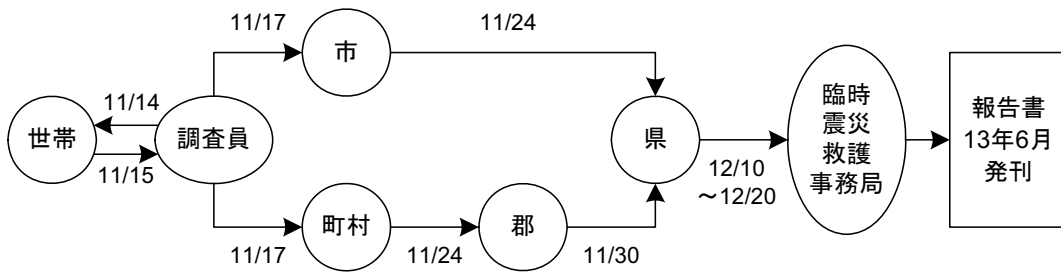 11/17
市
11/24
世帯
11/14
11/15
調査員
県
12/10
～12/20
臨時
震災
救護
事務局
報告書
13年6月
発刊
11/17
町村
11/24
郡
11/30